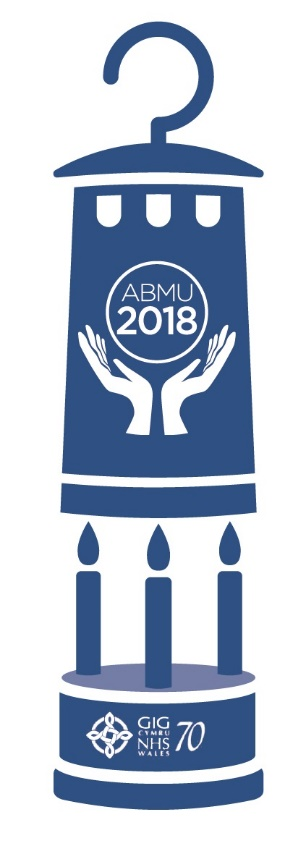 ABMU
2018
GIG
CYMRU
NHS
WALES
70